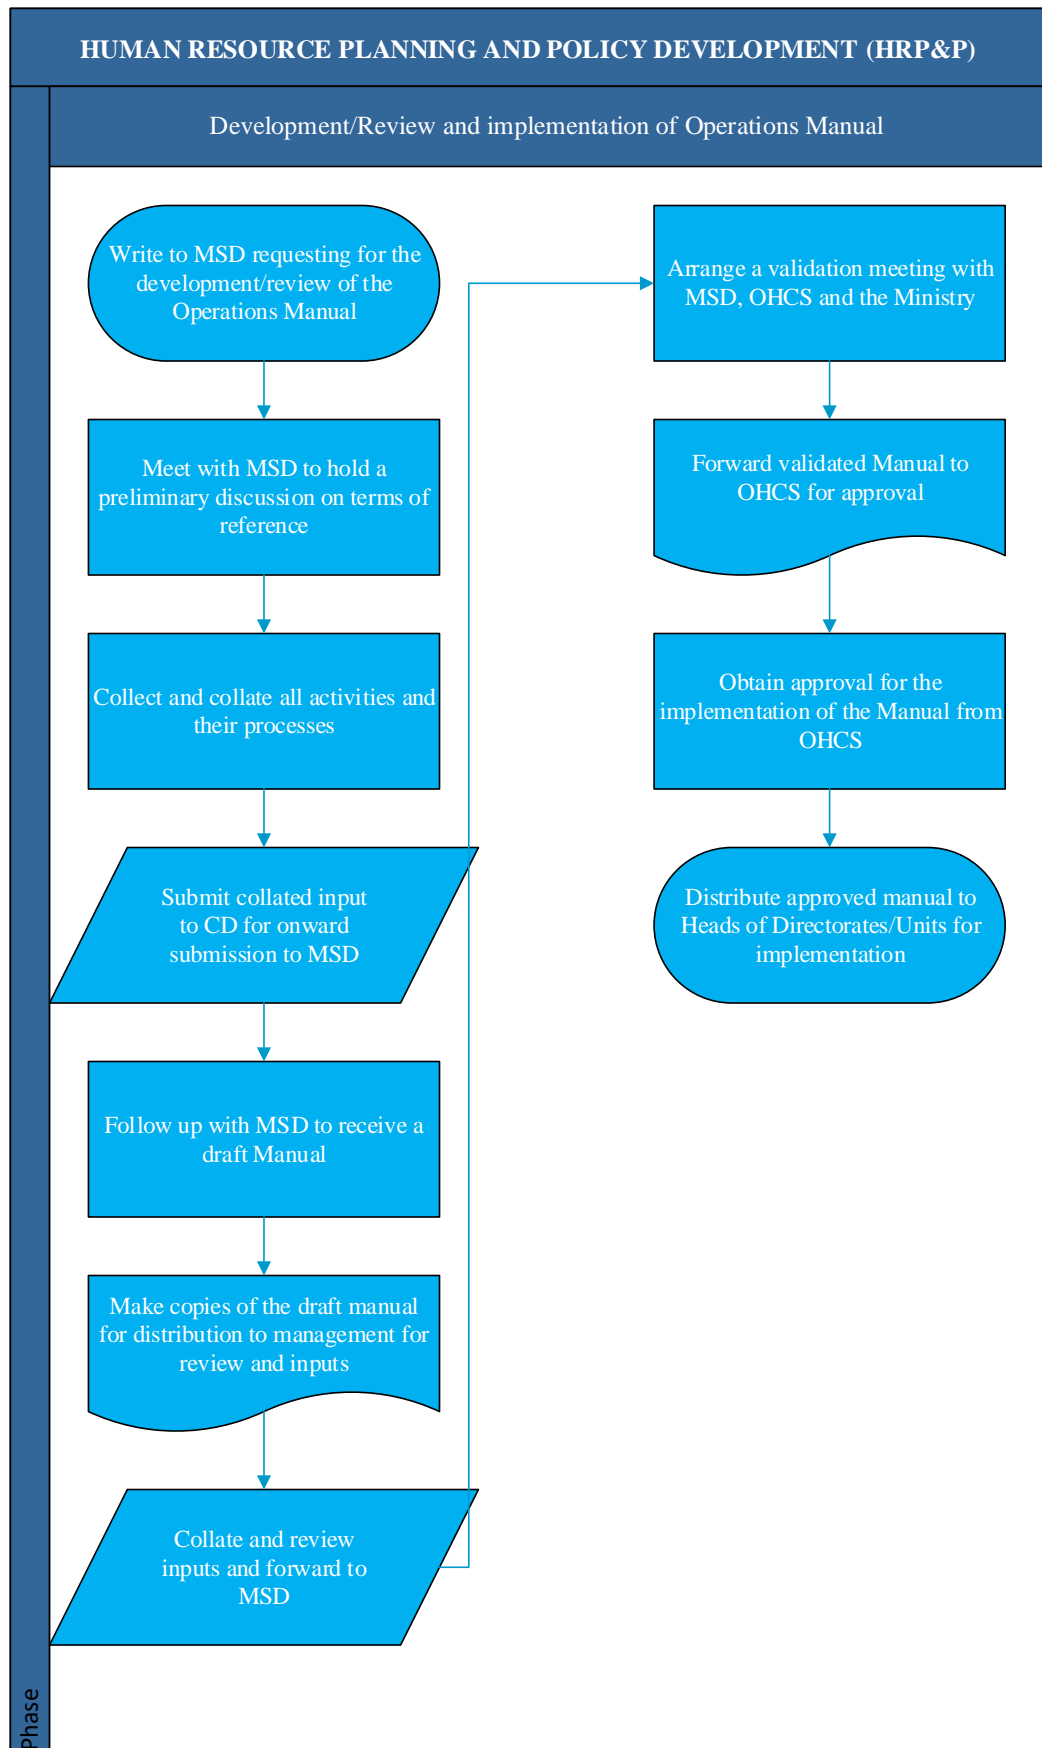 HUMAN RESOURCE PLANNING AND POLICY DEVELOPMENT (HRP&P)
Development/Review and implementation of Operations Manual
Write to MSD requesting for the
development/review of the
Operations Manual
Meet with MSD to hold a
preliminary discussion on terms of
reference
Collect and collate all activities and
their processes
Submit collated input
to CD for onward
submission to MSD
Follow up with MSD to receive a
draft Manual
Make copies of the draft manual
for distribution to management for
review and inputs
Collate and review
inputs and forward to
MSD
Arrange a validation meeting with
MSD, OHCS and the Ministry
Forward validated Manual to
OHCS for approval
Obtain approval for the
implementation of the Manual from
OHCS
Distribute approved manual to
Heads of Directorates/Units for
implementation
Phase